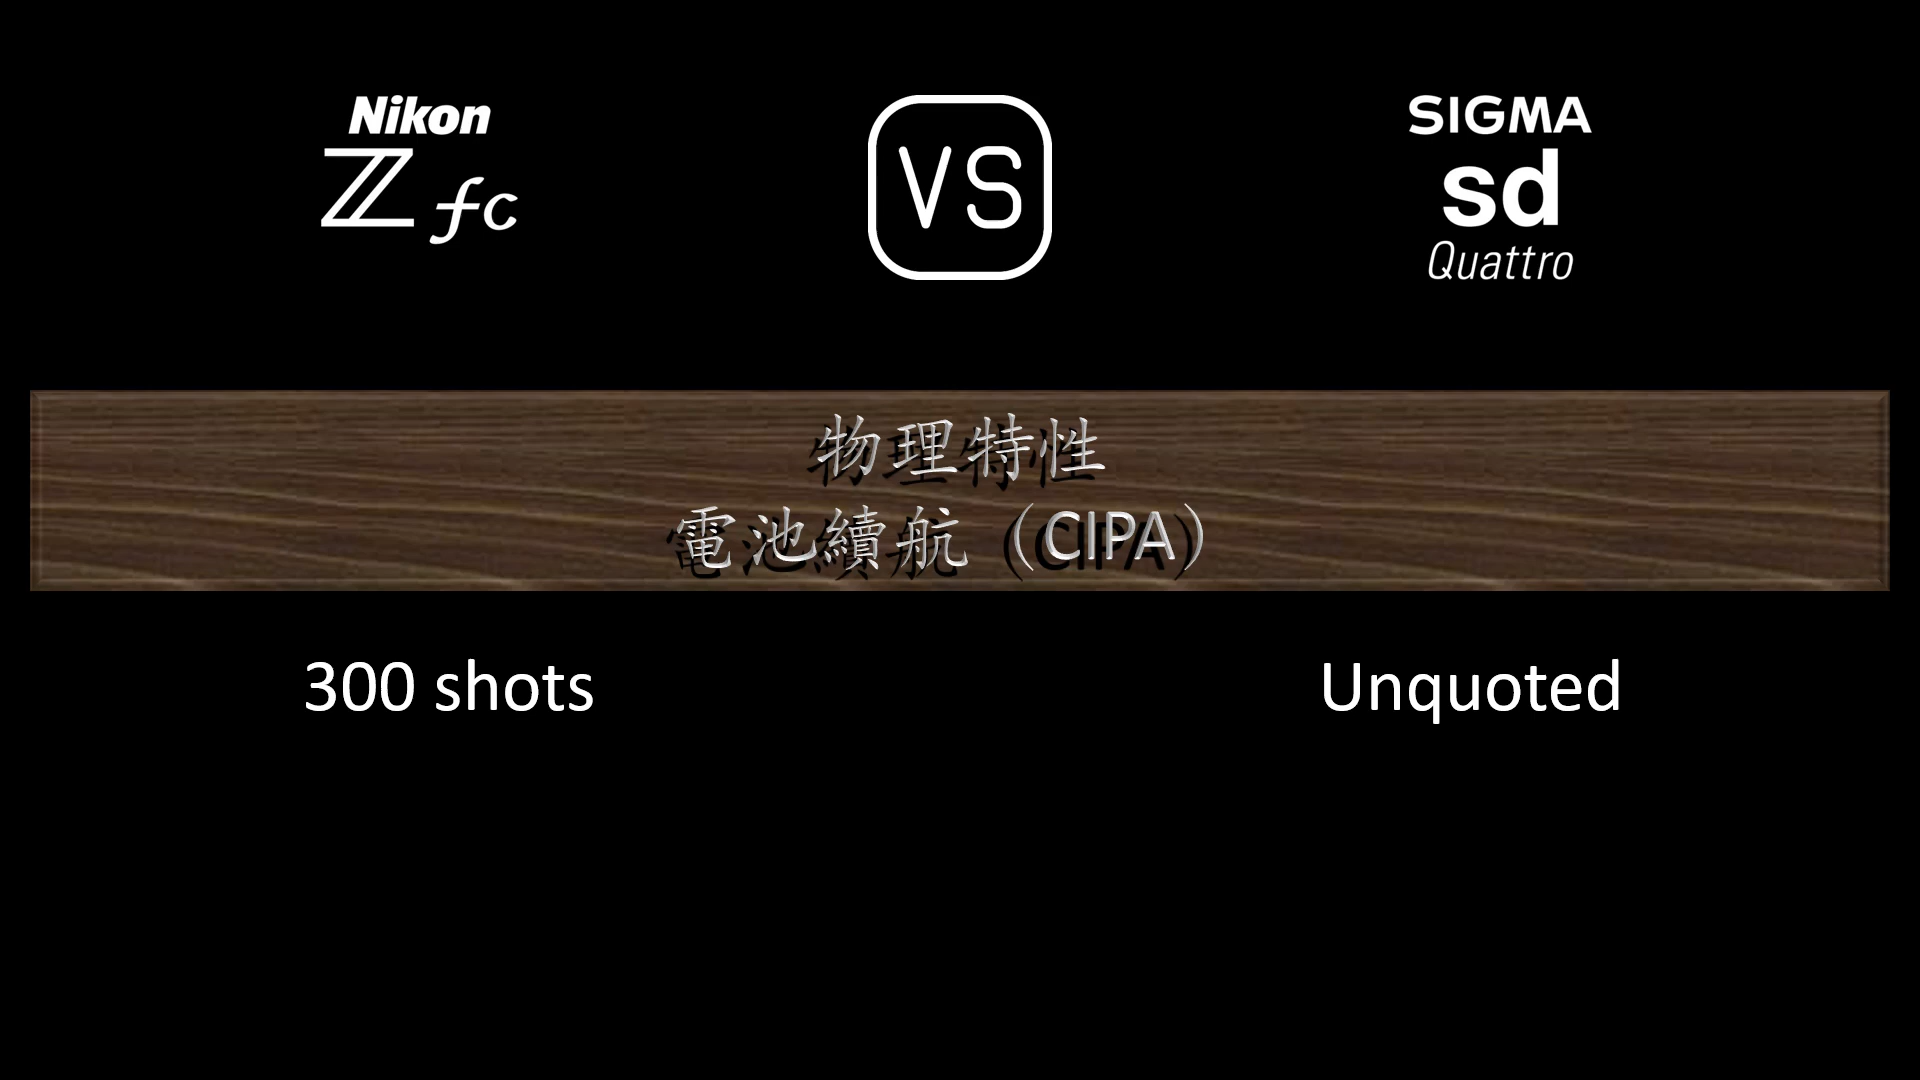 Nikon
Z fc
VS
SIGMA
sd
Quattro
物理特性
電池續航（CIPA）
300 shots
Unquoted